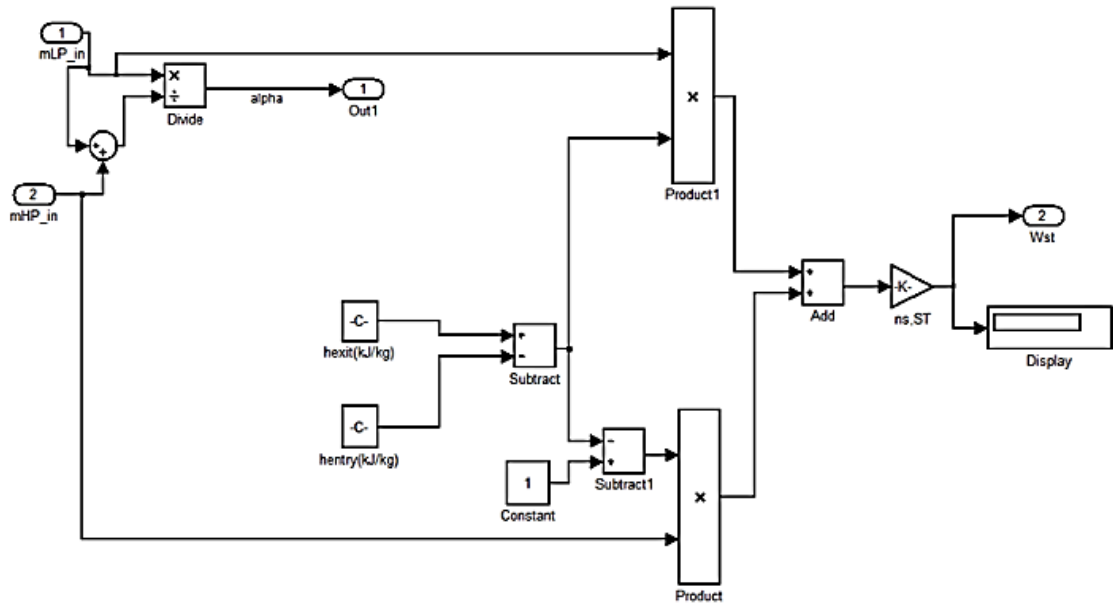 1
mLP_in
×
÷
Divide
alpha
1
Out1
+
+
2
mHP_in
×
Product1
-C-
hexit(kJ/kg)
+
−
Subtract
-C-
hentry(kJ/kg)
−
+
Subtract1
1
Constant
×
Product
+
+
Add
-K-
ns,ST
2
Wst
Display